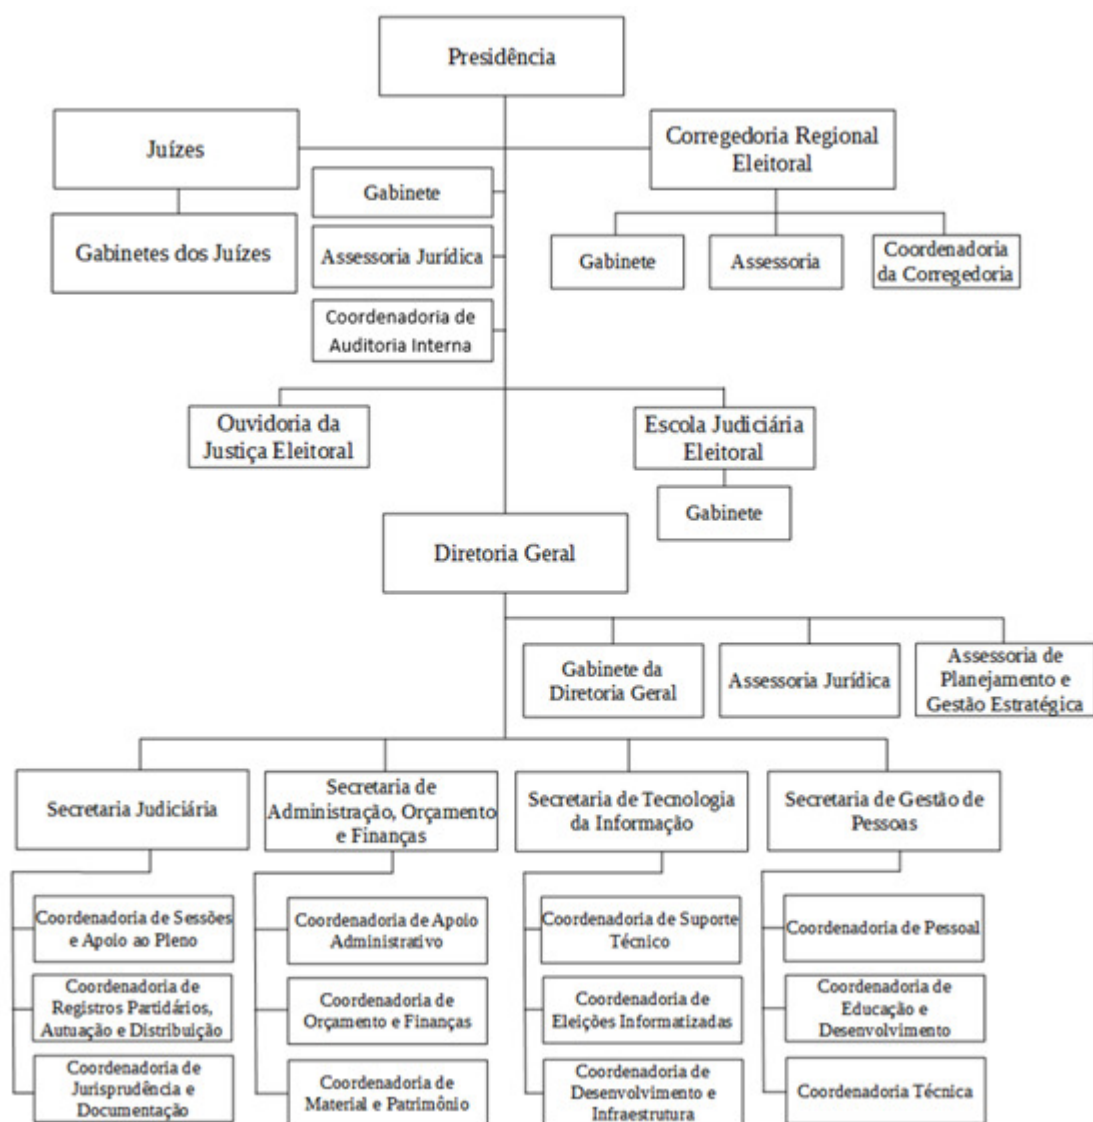 Presidência
Juízes
Corregedoria Regional
Eleitoral
Gabinete
Gabinetes dos Juízes
Assessoria Jurídica
Gabinete
Assessoria
Coordenadoria
da Corregedoria
Coordenadoria de
Auditoria Interna
Ouvidoria da
Justiça Eleitoral
Escola Judiciária
Eleitoral
Gabinete
Diretoria Geral
Gabinete da
Diretoria Geral
Assessoria Jurídica
Assessoria de
Planejamento e
Gestão Estratégica
Secretaria Judiciária
Secretaria de
Administração, Orçamento
e Finanças
Secretaria de Tecnologia
da Informação
Secretaria de Gestão de
Pessoas
Coordenadoria de Sessões
e Apoio ao Pleno
Coordenadoria de Apoio
Administrativo
Coordenadoria de Suporte
Técnico
Coordenadoria de Pessoal
Coordenadoria de
Registros Partidários,
Autuação e Distribuição
Coordenadoria de
Orçamento e Finanças
Coordenadoria de
Eleições Informatizadas
Coordenadoria de
Educação e
Desenvolvimento
Coordenadoria de
Jurisprudência e
Documentação
Coordenadoria de
Material e Patrimônio
Coordenadoria de
Desenvolvimento e
Infraestrutura
Coordenadoria Técnica